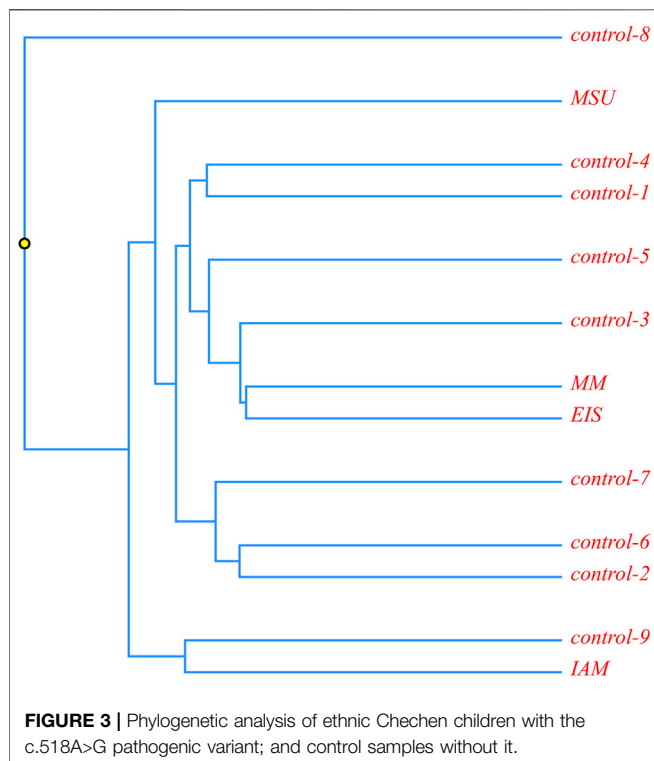 control-8
MSU
control-4
control-1
control-5
control-3
MM
EIS
control-7
control-6
control-2
control-9
IAM
FIGURE 3 | Phylogenetic analysis of ethnic Chechen children with the
c.518A>G pathogenic variant; and control samples without it.